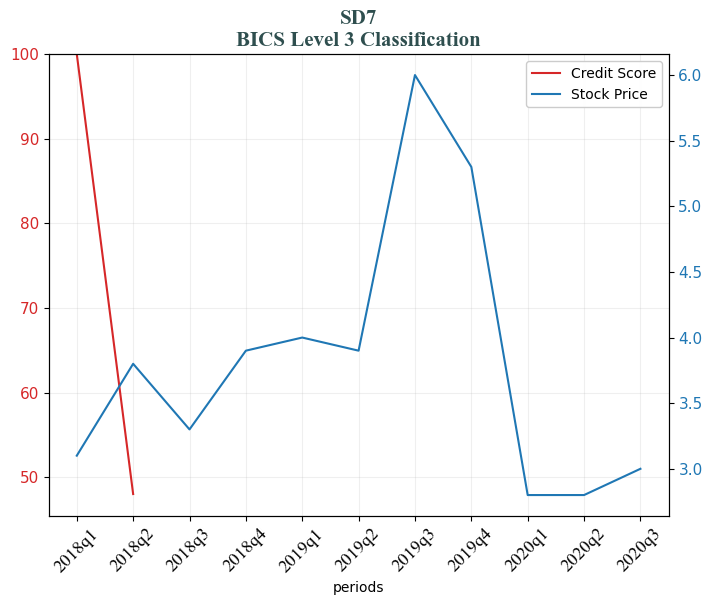 SD7
BICS Level 3 Classification
100
90
80
70
60
50
Credit Score
Stock Price
6.0
5.5
5.0
4.5
4.0
3.5
3.0
2018q1
2018q2
2018q3
2018q4
2019q1
2019q2
2019q3
2019q4
2020q1
2020q2
2020q3
periods